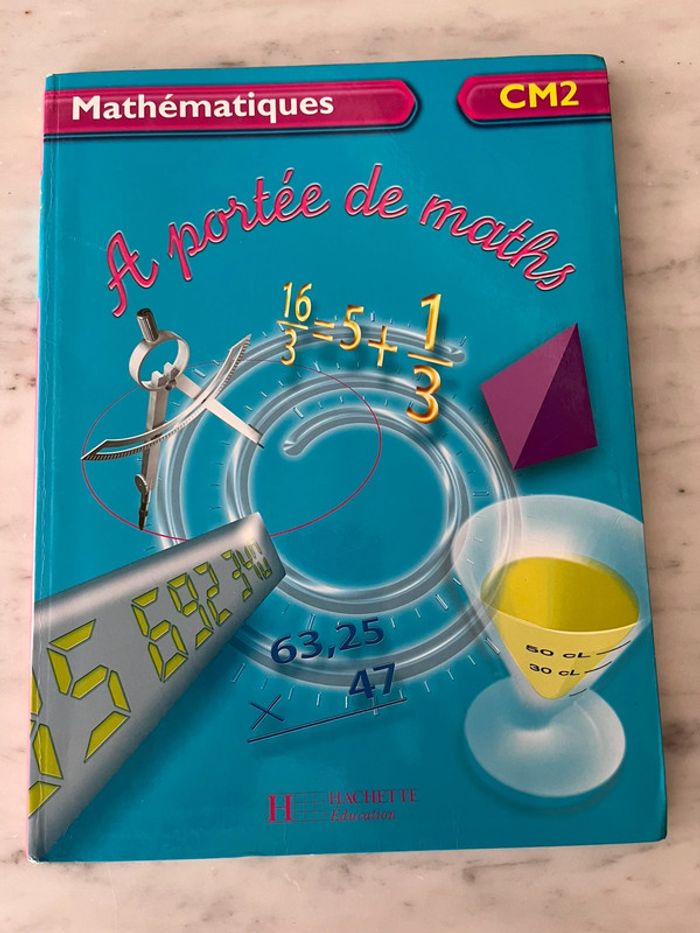 Mathématiques
CM2
A portée de maths
16/3 = 5 + 1/3
63,25
× 47
50 cL
30 cL
H HACHETTE
Éducation